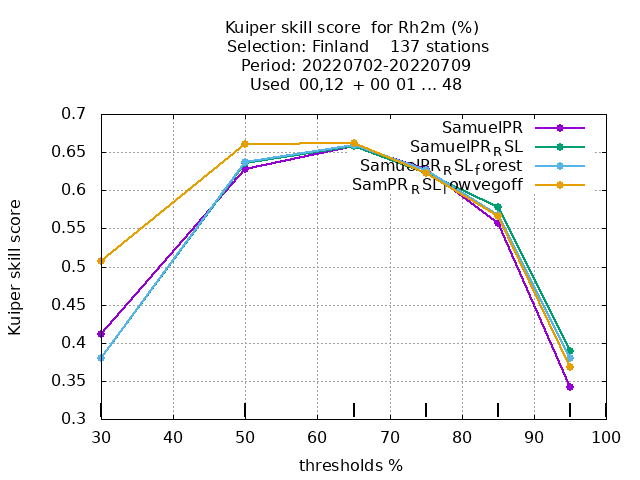 Kuiper skill score  for Rh2m (%)
Selection: Finland    137 stations
Period: 20220702-20220709
Used  00,12  + 00 01 ... 48
0.7
0.65
0.6
0.55
0.5
0.45
0.4
0.35
0.3
Kuiper skill score
SamuelPR
SamuelPR_RSL
SamuelPR_RSL_forest
SamPR_RSL_lowvegoff
30 40 50 60 70 80 90 100
thresholds %